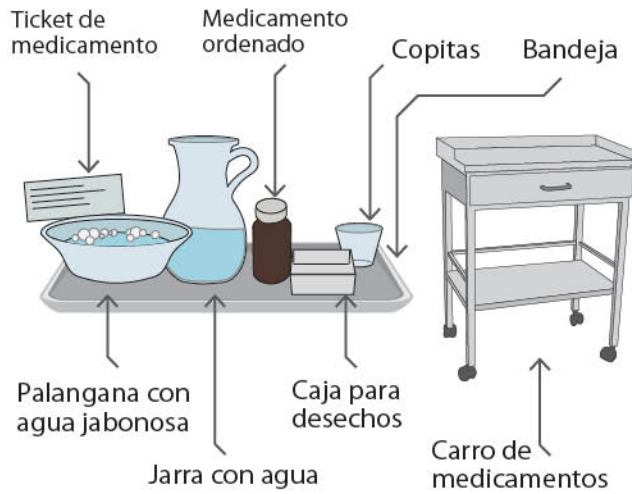 Ticket de
medicamento
Medicamento
ordenado
Copitas
Bandeja
Palangana con
agua jabonosa
Jarra con agua
Caja para
desechos
Carro de
medicamentos